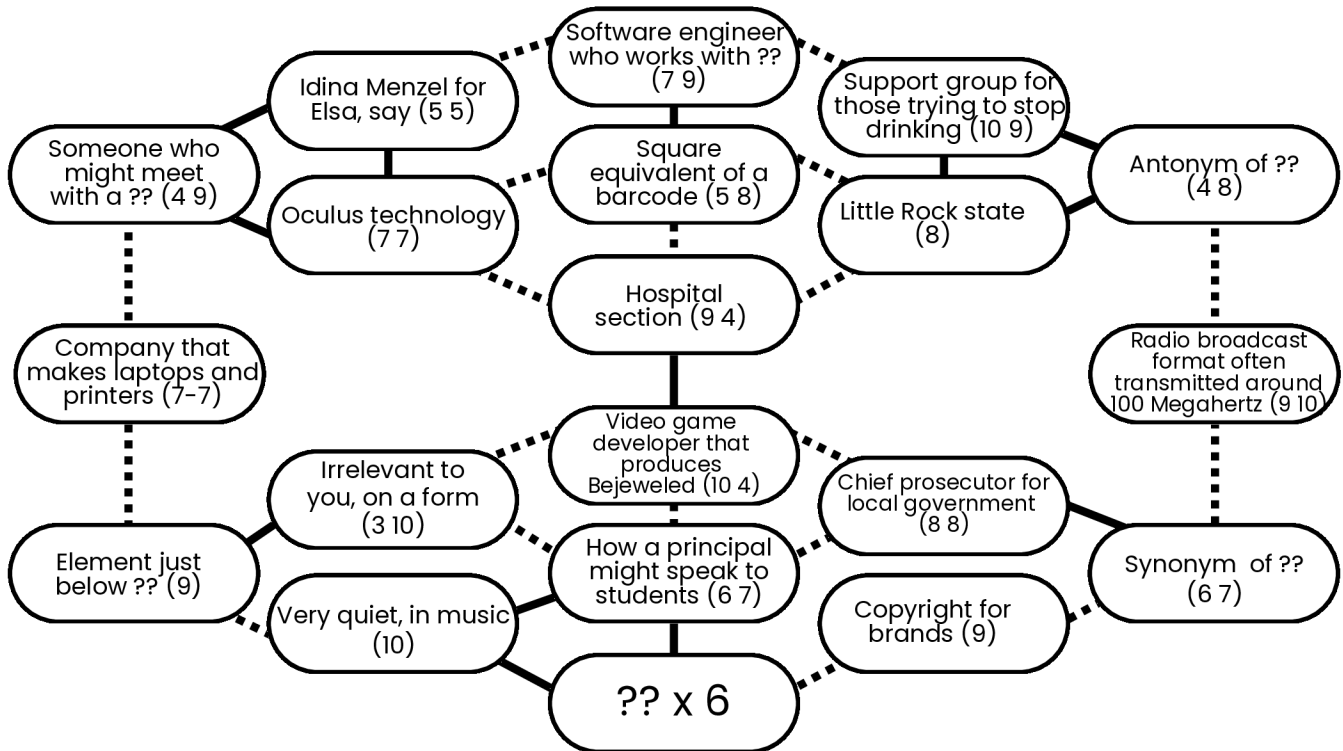 Software engineer
who works with ??
(7 9)
Idina Menzel for
Elsa, say (5 5)
Support group for
those trying to stop
drinking (10 9)
Someone who
might meet
with a ?? (4 9)
Square
equivalent of a
barcode (5 8)
Antonym of ??
(4 8)
Oculus technology
(7 7)
Little Rock state
(8)
Hospital
section (9 4)
Company that
makes laptops and
printers (7-7)
Radio broadcast
format often
transmitted around
100 Megahertz (9 10)
Video game
developer that
produces
Bejeweled (10 4)
Irrelevant to
you, on a form
(3 10)
Chief prosecutor for
local government
(8 8)
Element just
below ?? (9)
How a principal
might speak to
students (6 7)
Synonym of ??
(6 7)
Very quiet, in music
(10)
Copyright for
brands (9)
?? x 6